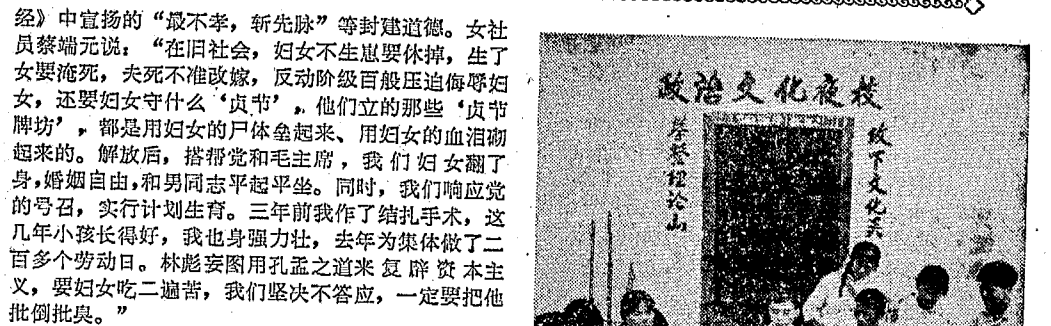 经》中宣扬的“最不孝，斩先脉”等封建道德。女社
员蔡端元说：“在旧社会，妇女不生崽要休掉，生了
女要淹死，夫死不准改嫁，反动阶级百般压迫侮辱妇
女，还要妇女守什么‘贞节’，他们立的那些‘贞节
牌坊’，都是用妇女的尸体垒起来、用妇女的血泪砌
起来的。解放后，搭帮党和毛主席，我们妇女翻了
身，婚姻自由，和男同志平起平坐。同时，我们响应党
的号召，实行计划生育。三年前我作了结扎手术，这
几年小孩长得好，我也身强力壮，去年为集体做了二
百多个劳动日。林彪妄图用孔孟之道来复辟资本主
义，要妇女吃二遍苦，我们坚决不答应，一定要把他
批倒批臭。”
政治文化夜校
攀登理论山
攻下文化关